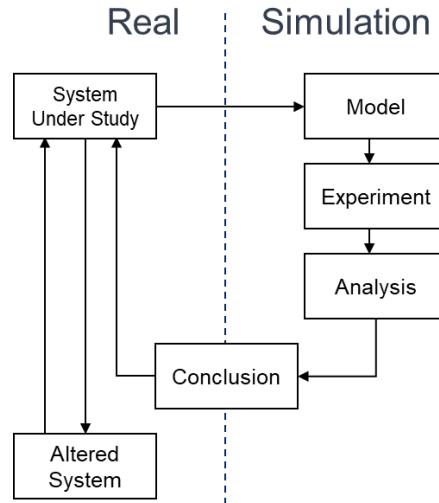 Real
Simulation
System
Under Study
Model
Experiment
Analysis
Conclusion
Altered
System